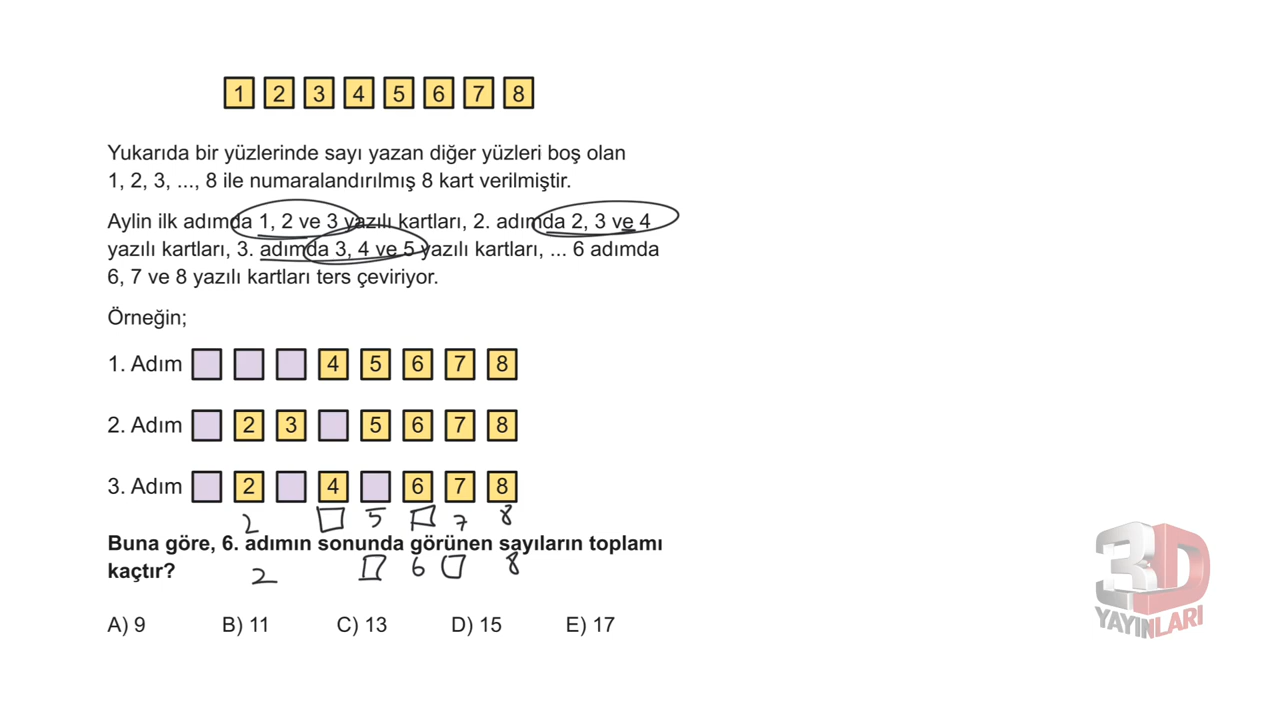 1 2 3 4 5 6 7 8
Yukarıda bir yüzlerinde sayı yazan diğer yüzleri boş olan
1, 2, 3, ..., 8 ile numaralandırılmış 8 kart verilmiştir.
Aylin ilk adımda 1, 2 ve 3 yazılı kartları, 2. adımda 2, 3 ve 4
yazılı kartları, 3. adımda 3, 4 ve 5 yazılı kartları, ... 6 adımda
6, 7 ve 8 yazılı kartları ters çeviriyor.
Örneğin;
1. Adım 4 5 6 7 8
2. Adım 2 3 5 6 7 8
3. Adım 2 4 6 7 8
2 5 7 8
Buna göre, 6. adımın sonunda görünen sayıların toplamı
kaçtır?
2 6 8
A) 9 B) 11 C) 13 D) 15 E) 17
3D
YAYINLARI